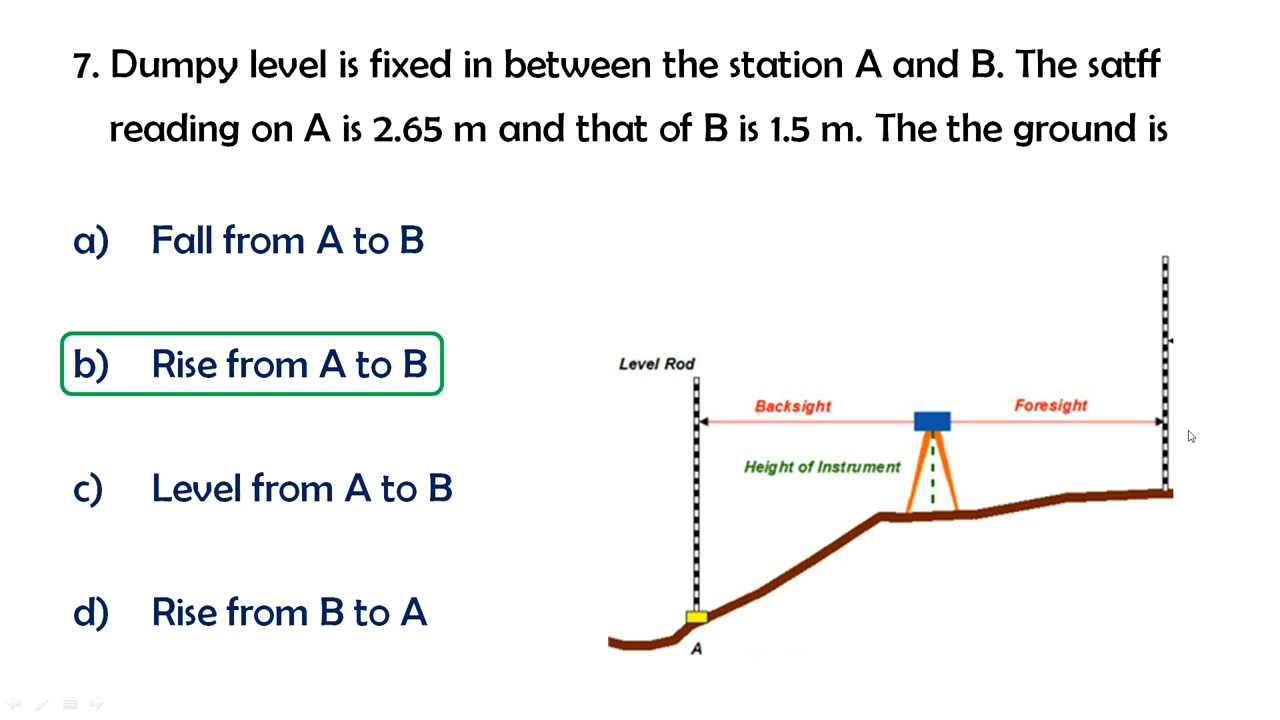 7. Dumpy level is fixed in between the station A and B. The satff
reading on A is 2.65 m and that of B is 1.5 m. The the ground is
a) Fall from A to B
b) Rise from A to B
c) Level from A to B
d) Rise from B to A
Level Rod
Backsight
Foresight
Height of Instrument
A